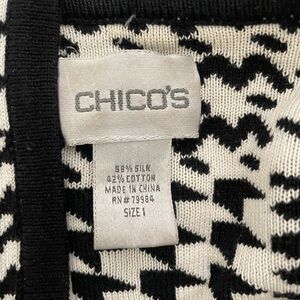 CHICO'S
58% SILK
42% COTTON
MADE IN CHINA
RN# 79984
SIZE 1